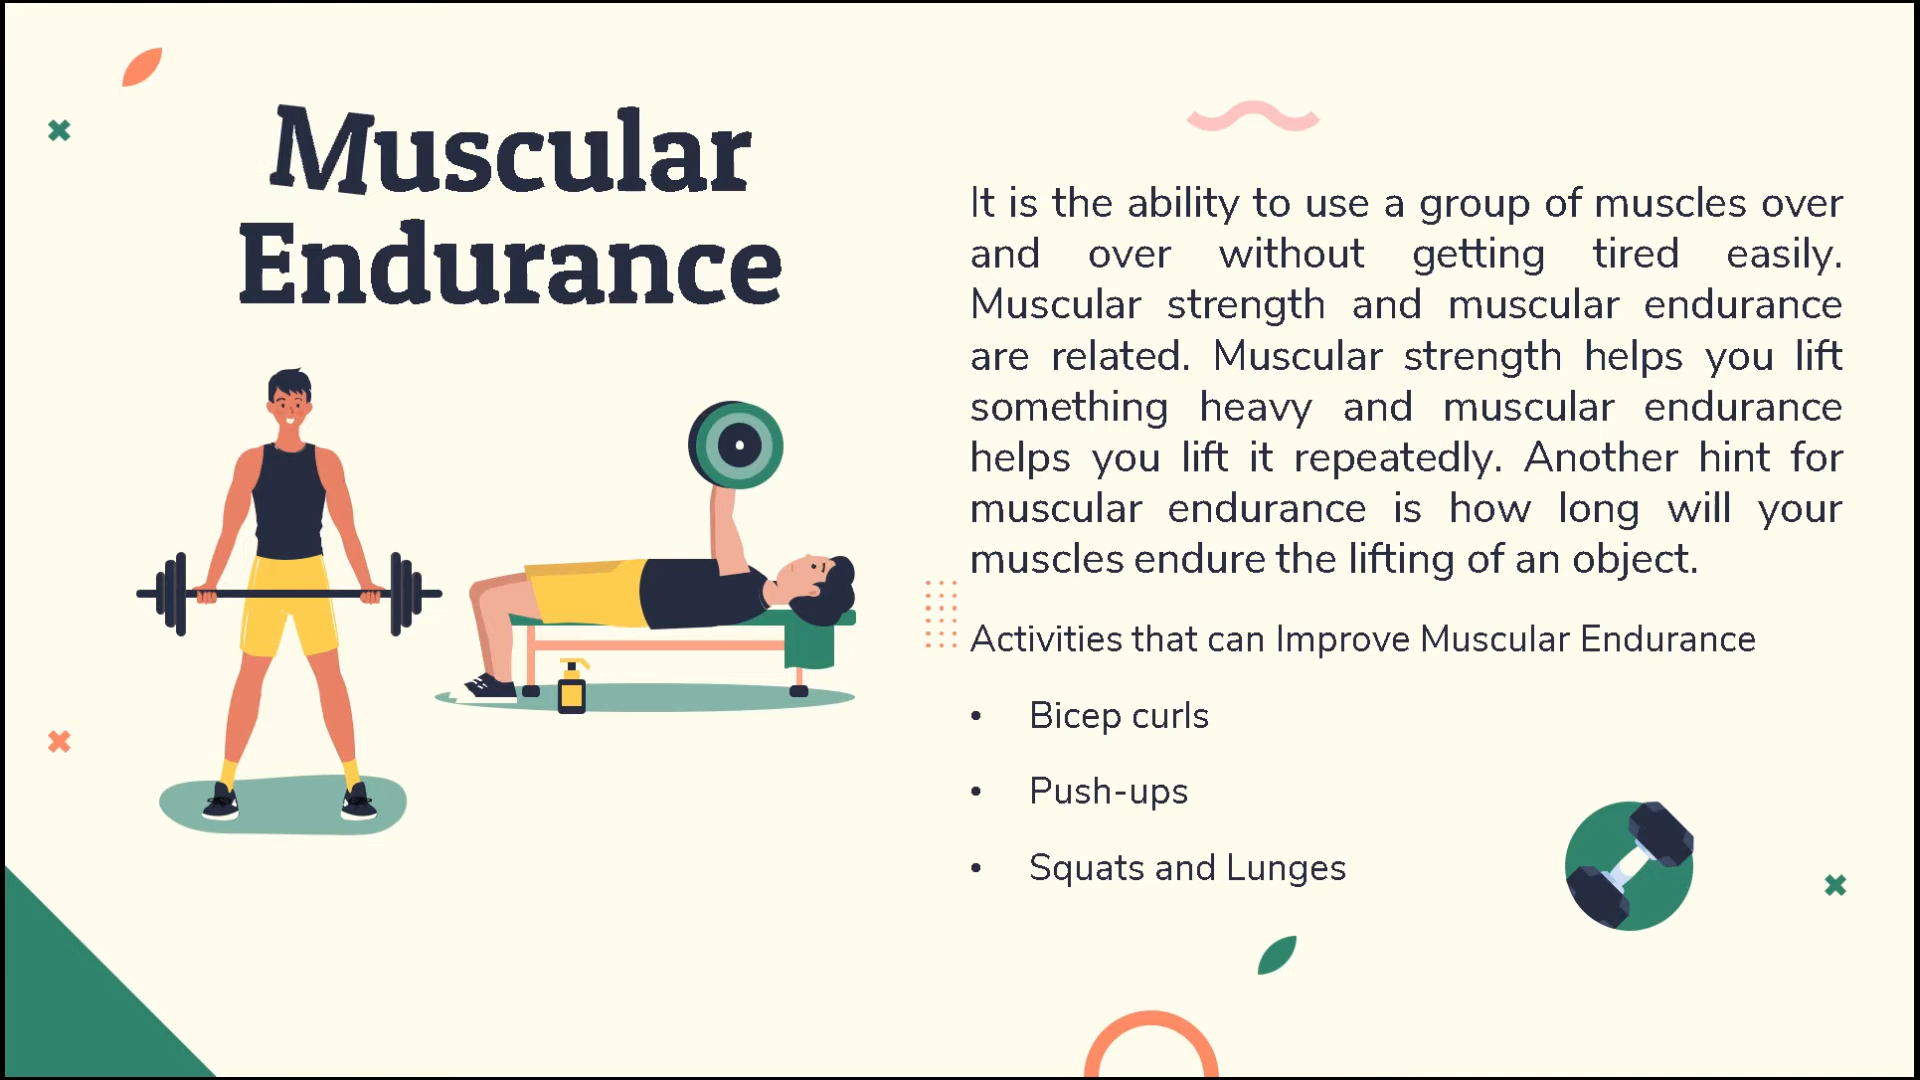 Muscular
Endurance
It is the ability to use a group of muscles over
and over without getting tired easily.
Muscular strength and muscular endurance
are related. Muscular strength helps you lift
something heavy and muscular endurance
helps you lift it repeatedly. Another hint for
muscular endurance is how long will your
muscles endure the lifting of an object.
Activities that can Improve Muscular Endurance
• Bicep curls
• Push-ups
• Squats and Lunges